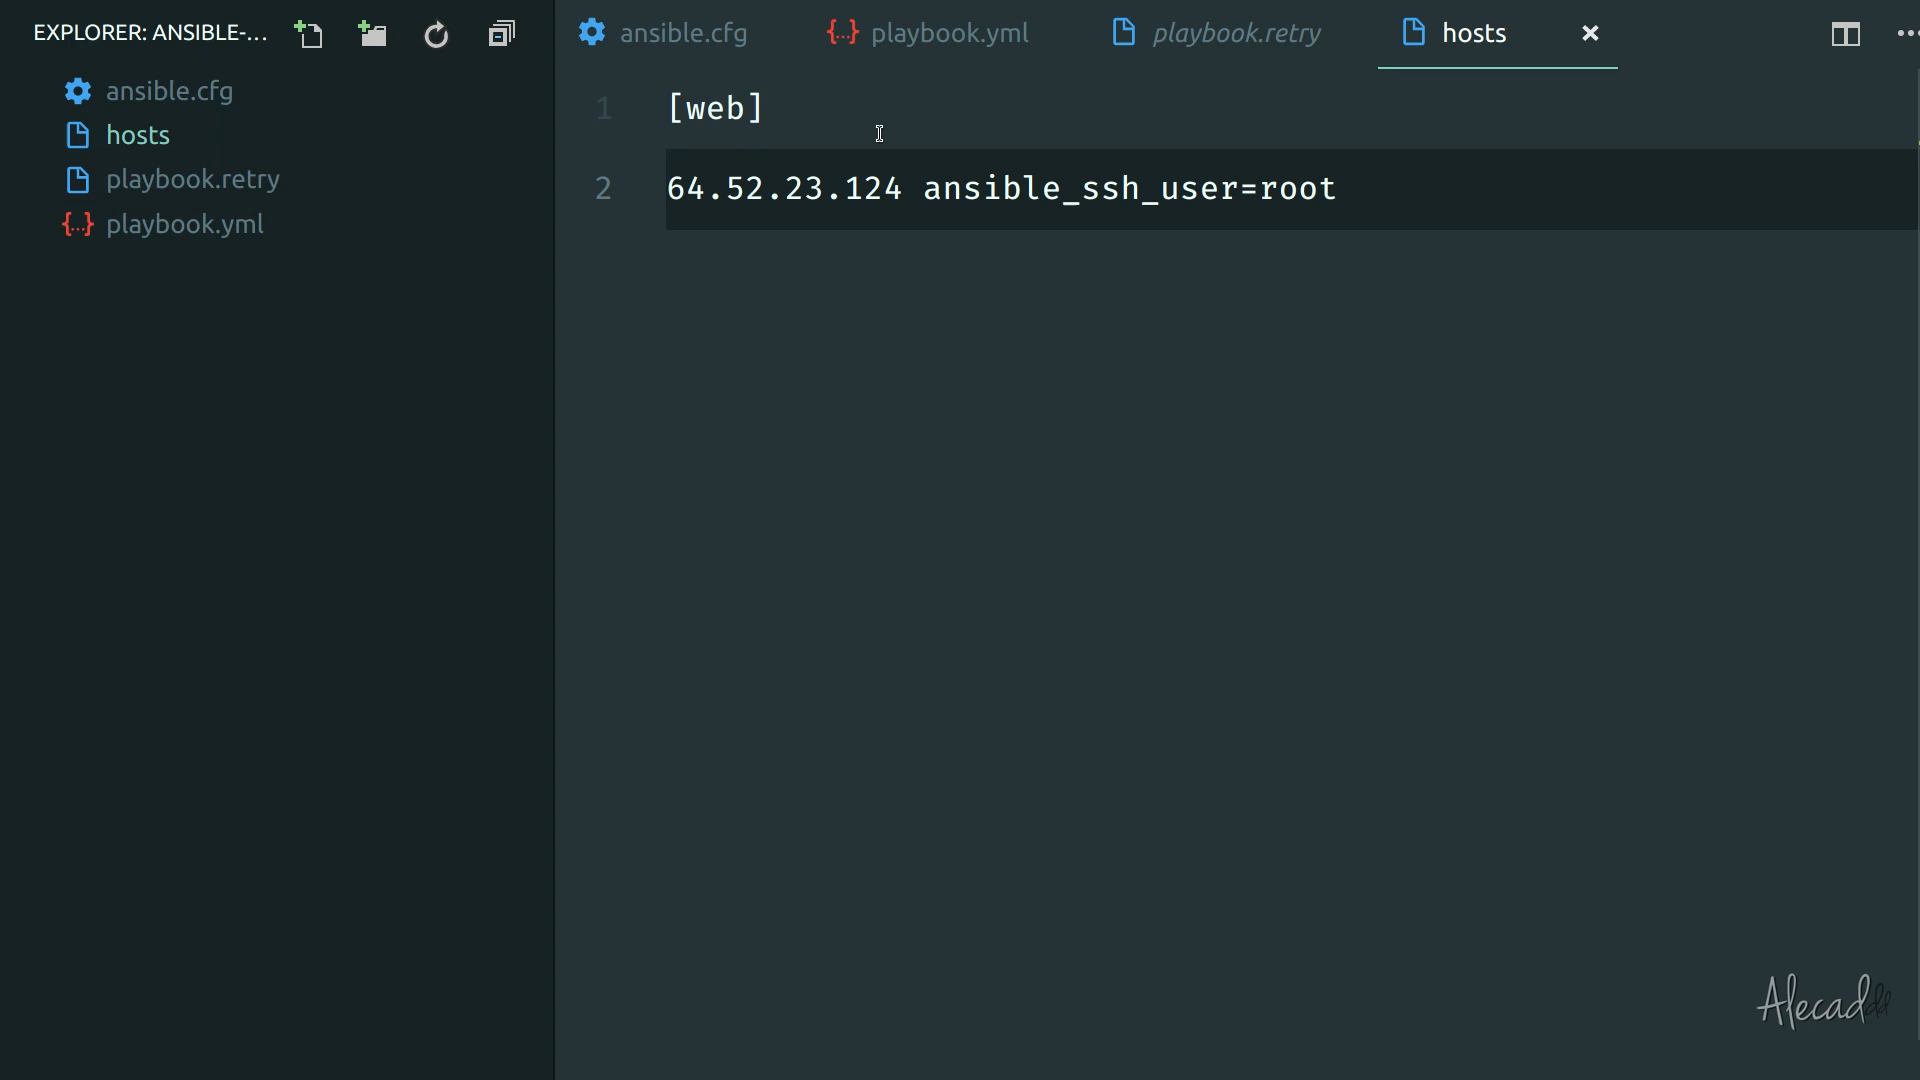 EXPLORER: ANSIBLE-...
ansible.cfg
hosts
playbook.retry
{...} playbook.yml
ansible.cfg {...} playbook.yml playbook.retry hosts
1 [web]
2 64.52.23.124 ansible_ssh_user=root
Alecaddd